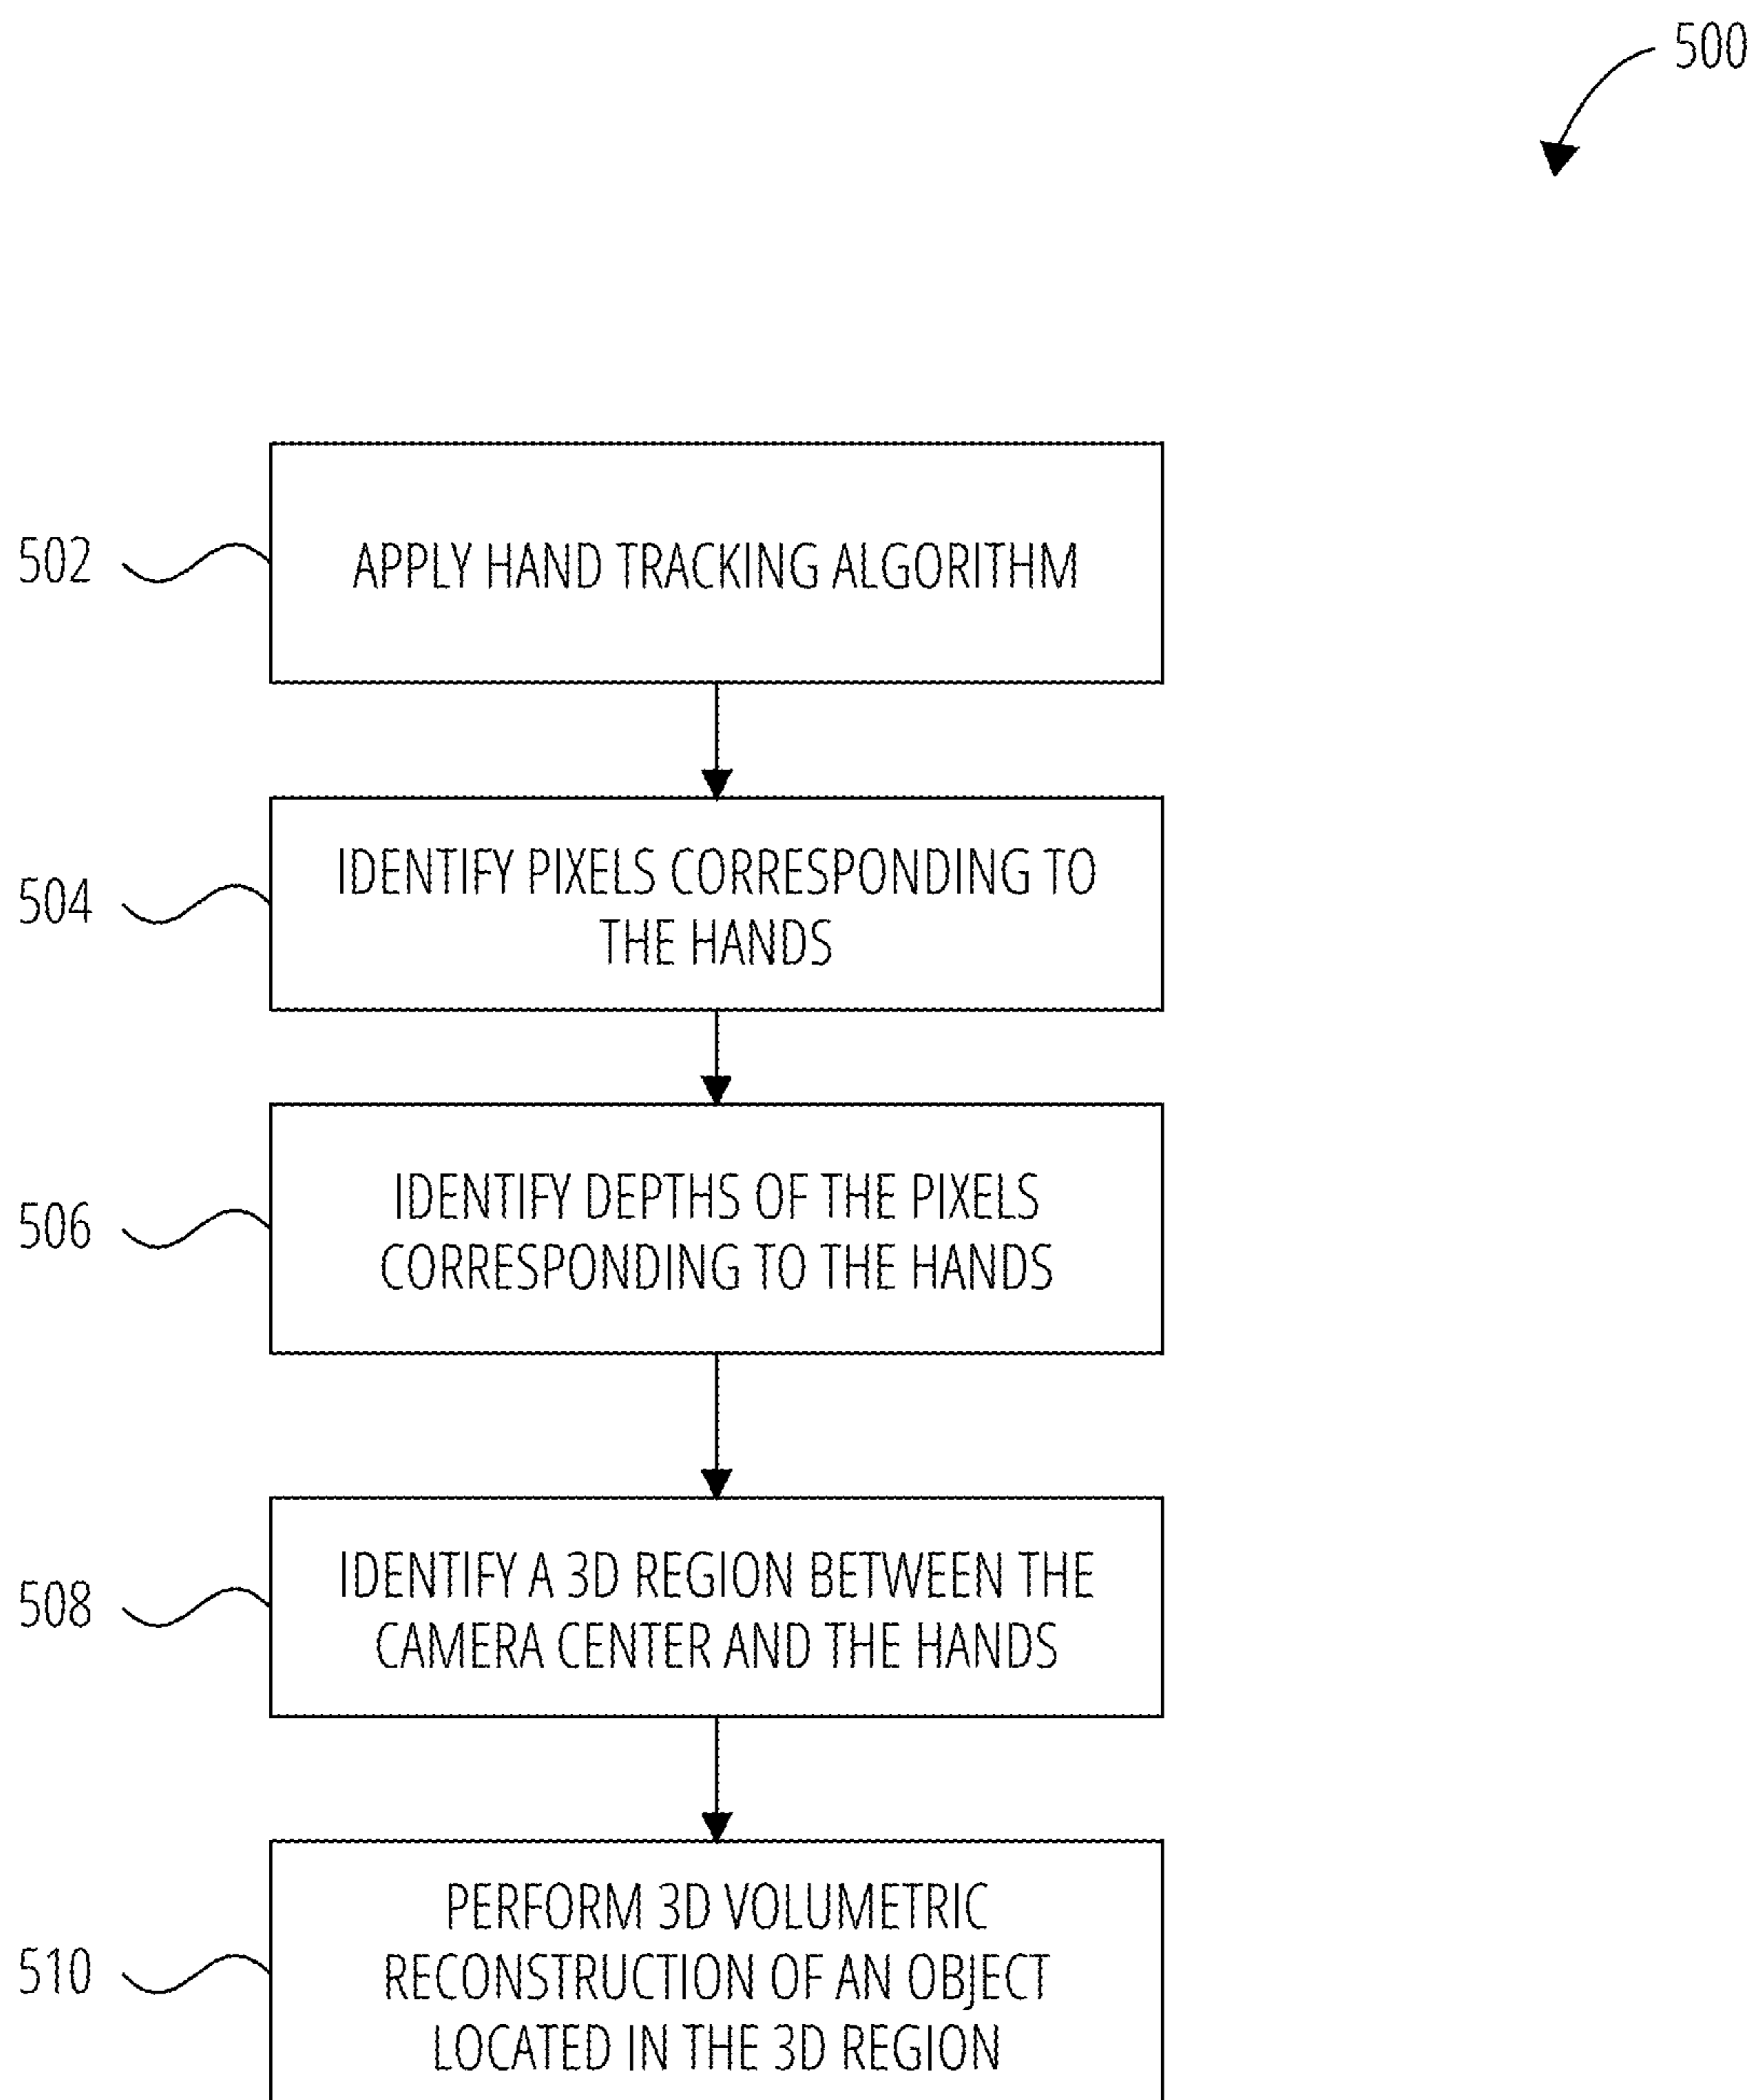 500
502
APPLY HAND TRACKING ALGORITHM
504
IDENTIFY PIXELS CORRESPONDING TO
THE HANDS
506
IDENTIFY DEPTHS OF THE PIXELS
CORRESPONDING TO THE HANDS
508
IDENTIFY A 3D REGION BETWEEN THE
CAMERA CENTER AND THE HANDS
510
PERFORM 3D VOLUMETRIC
RECONSTRUCTION OF AN OBJECT
LOCATED IN THE 3D REGION